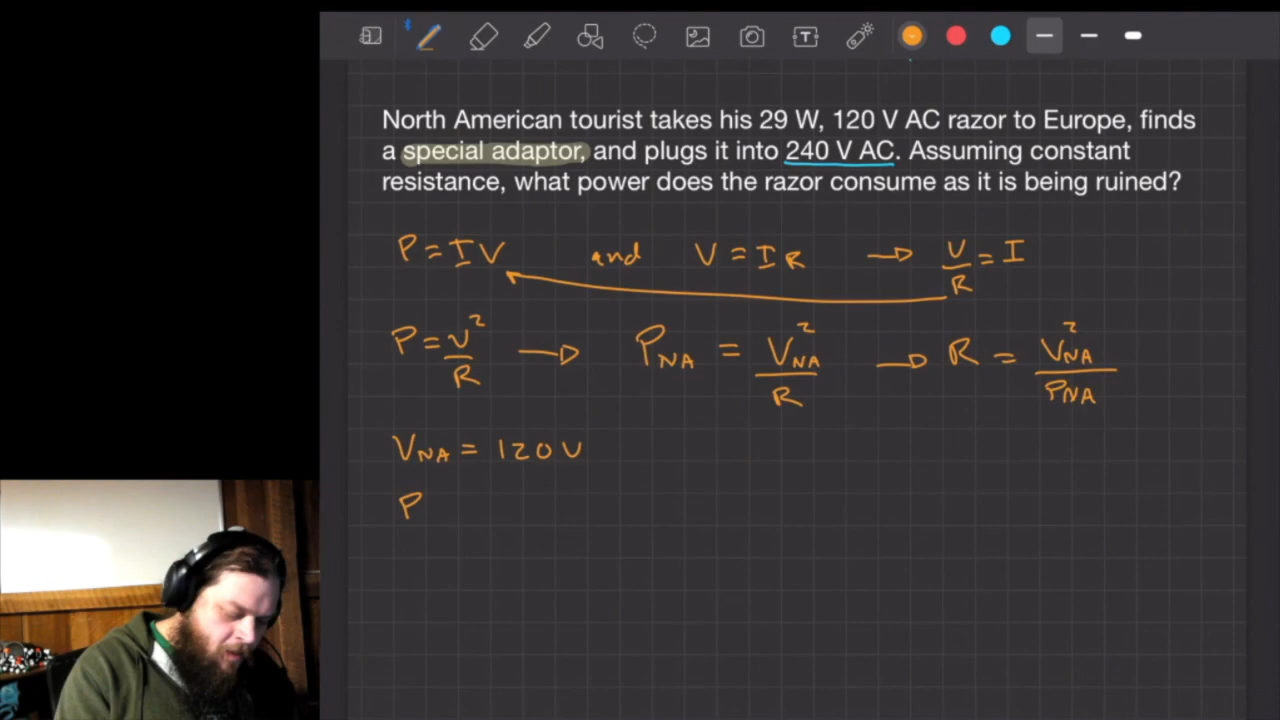 North American tourist takes his 29 W, 120 V AC razor to Europe, finds
a special adaptor, and plugs it into 240 V AC. Assuming constant
resistance, what power does the razor consume as it is being ruined?
P = IV and V = IR → V/R = I
P = V²/R → P_NA = V_NA²/R → R = V_NA²/P_NA
V_NA = 120 V
P